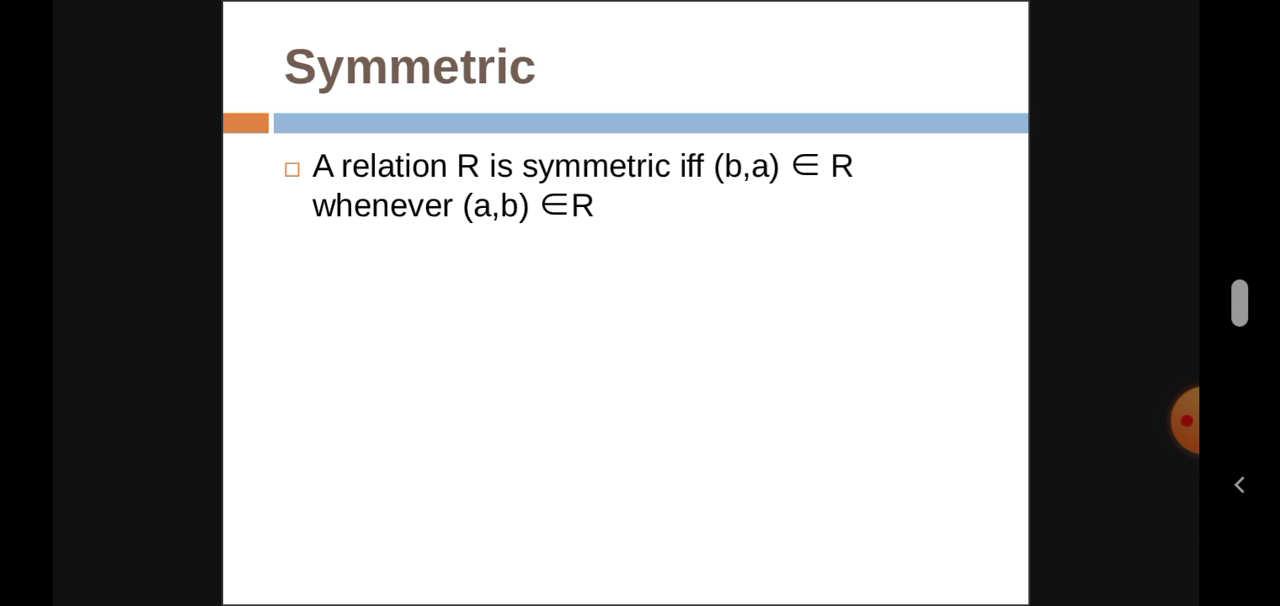 Symmetric
A relation R is symmetric iff (b,a) ∈ R
whenever (a,b) ∈R